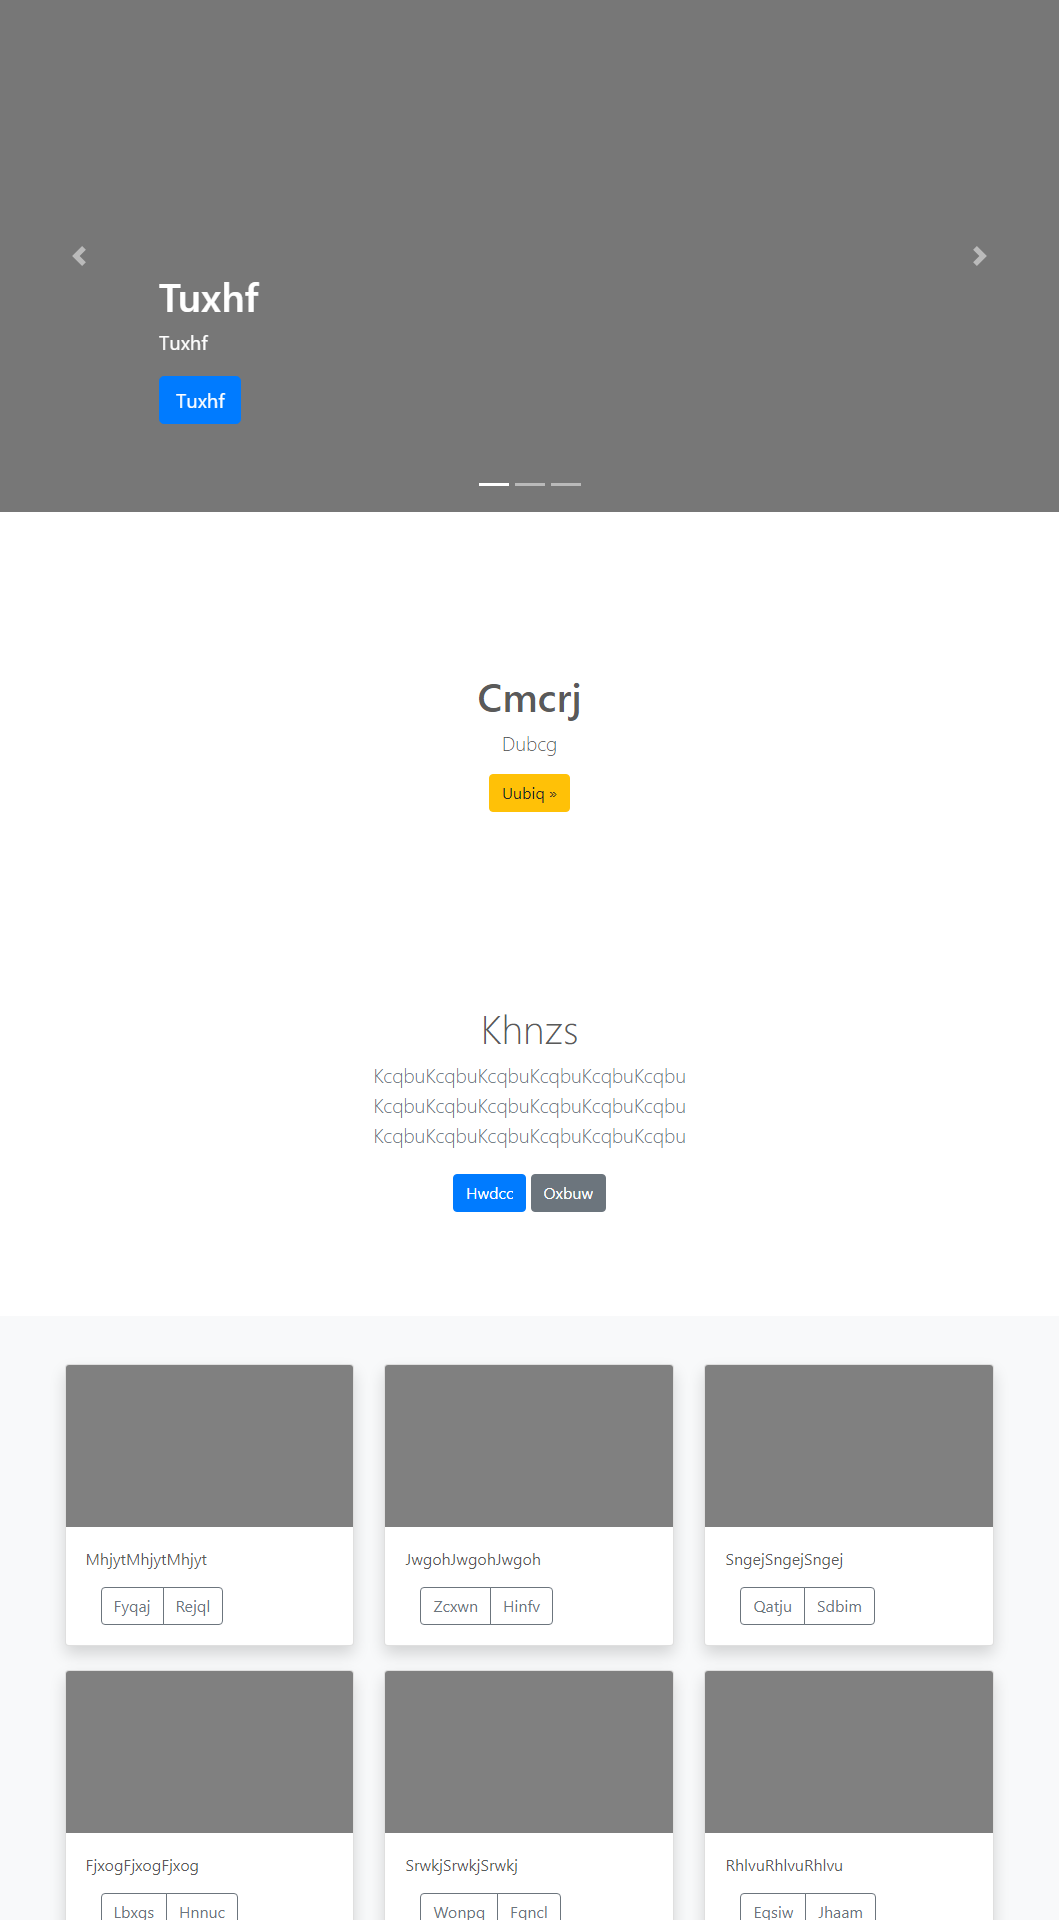 Tuxhf
Tuxhf
Tuxhf
Cmcrj
Dubcg
Uubiq »
Khnzs
KcqbuKcqbuKcqbuKcqbuKcqbuKcqbu
KcqbuKcqbuKcqbuKcqbuKcqbuKcqbu
KcqbuKcqbuKcqbuKcqbuKcqbuKcqbu
Hwdcc Oxbuw
MhjytMhjytMhjyt
Fyqaj Rejql
JwgohJwgohJwgoh
Zcxwn Hinfv
SngejSngejSngej
Qatju Sdbim
FjxogFjxogFjxog
Lbxgs Hnnuc
SrwkjSrwkjSrwkj
Wonpq Fqncl
RhlvuRhlvuRhlvu
Eqsiw Jhaam